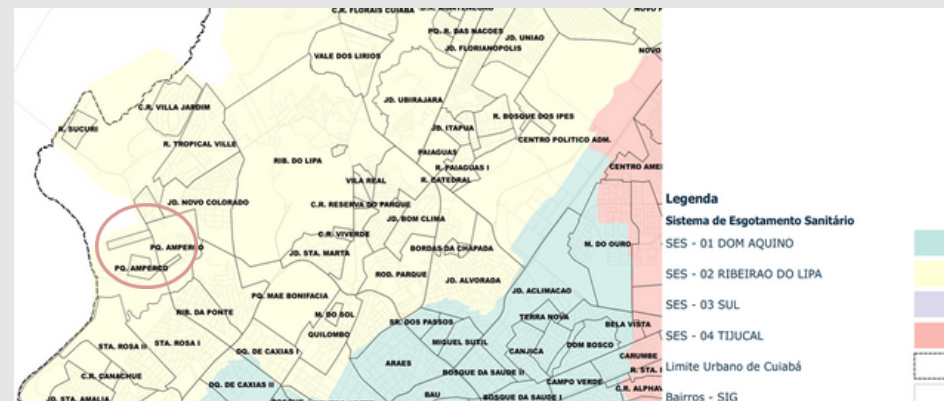 C.R. FLORAIS CUIABA
PQ. R. DAS NACOES
JD. UNIAO
JD. FLORIANOPOLIS
NOVO
VALE DOS LIRIOS
C.R. VILLA JARDIM
JD. UBIRAJARA
R. BOSQUE DOS IPES
R. SUCURI
JD. ITAPUA
CENTRO POLITICO ADM.
R. TROPICAL VILLE
PAIAGUAS
RIB. DO LIPA
R. PAIAGUAS I
CENTRO AME
VILA REAL
R. CATEDRAL
JD. NOVO COLORADO
C.R. RESERVA DO PARQUE
JD. BOM CLIMA
C.R. VIVERDE
PQ. AMPERCO
BORDAS DA CHAPADA
M. DO OURO
JD. STA. MARTA
PQ. AMPERCO
ROD. PARQUE
JD. ALVORADA
PQ. MAE BONIFACIA
JD. ACLIMACAO
RIB. DA PONTE
M. DO SOL
SR. DOS PASSOS
TERRA NOVA
BELA VISTA
QUILOMBO
STA. ROSA II
STA. ROSA I
MIGUEL SUTIL
DOM BOSCO
DQ. DE CAXIAS I
CANJICA
CARUMBE
ARAES
R. STA. I
C.R. CANACHUE
BOSQUE DA SAUDE II
DQ. DE CAXIAS II
CAMPO VERDE
C.R. ALPHAV
JD. STA. AMALIA
BAU
BOSQUE DA SAUDE I
Legenda
Sistema de Esgotamento Sanitário
SES - 01 DOM AQUINO
SES - 02 RIBEIRAO DO LIPA
SES - 03 SUL
SES - 04 TIJUCAL
Limite Urbano de Cuiabá
Bairros - SIG